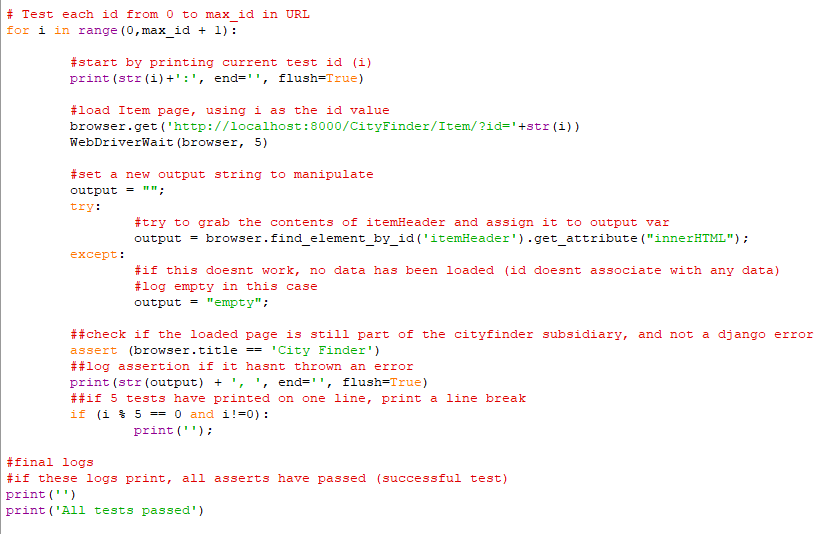 # Test each id from 0 to max_id in URL
for i in range(0,max_id + 1):
#start by printing current test id (i)
print(str(i)+':', end='', flush=True)
#load Item page, using i as the id value
browser.get('http://localhost:8000/CityFinder/Item/?id='+str(i))
WebDriverWait(browser, 5)
#set a new output string to manipulate
output = "";
try:
#try to grab the contents of itemHeader and assign it to output var
output = browser.find_element_by_id('itemHeader').get_attribute("innerHTML");
except:
#if this doesnt work, no data has been loaded (id doesnt associate with any data)
#log empty in this case
output = "empty";
##check if the loaded page is still part of the cityfinder subsidiary, and not a django error
assert (browser.title == 'City Finder')
##log assertion if it hasnt thrown an error
print(str(output) + ', ', end='', flush=True)
##if 5 tests have printed on one line, print a line break
if (i % 5 == 0 and i!=0):
print('');
#final logs
#if these logs print, all asserts have passed (successful test)
print('')
print('All tests passed')